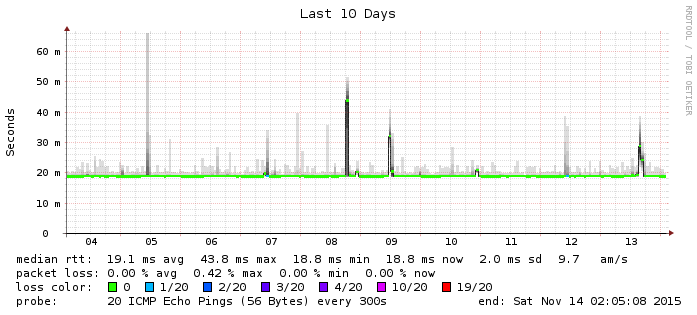 Last 10 Days
RRDTOOL / TOBI OETIKER
Seconds
60 m
50 m
40 m
30 m
20 m
10 m
0
04 05 06 07 08 09 10 11 12 13
median rtt: 19.1 ms avg 43.8 ms max 18.8 ms min 18.8 ms now 2.0 ms sd 9.7 am/s
packet loss: 0.00 % avg 0.42 % max 0.00 % min 0.00 % now
loss color: 0 1/20 2/20 3/20 4/20 10/20 19/20
probe: 20 ICMP Echo Pings (56 Bytes) every 300s end: Sat Nov 14 02:05:08 2015